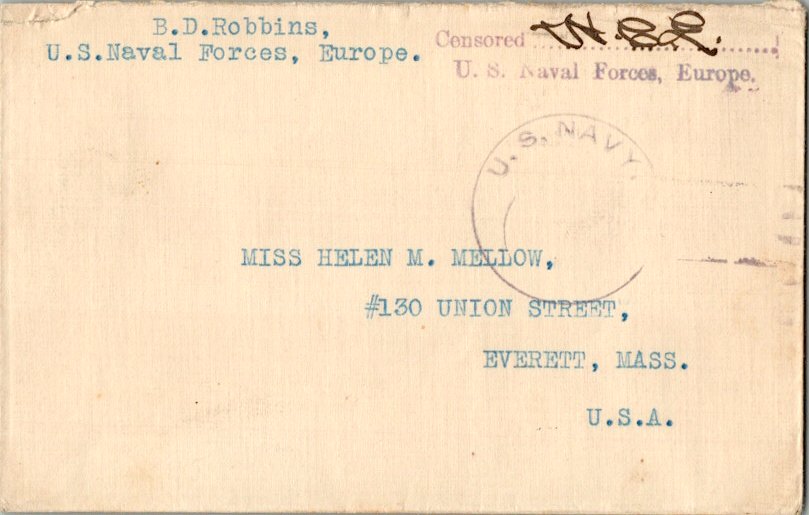 B.D.Robbins,
U.S.Naval Forces, Europe.
Censored
U. S. Naval Forces, Europe.
U. S. NAVY.
MISS HELEN M. MELLOW,
#130 UNION STREET,
EVERETT, MASS.
U.S.A.